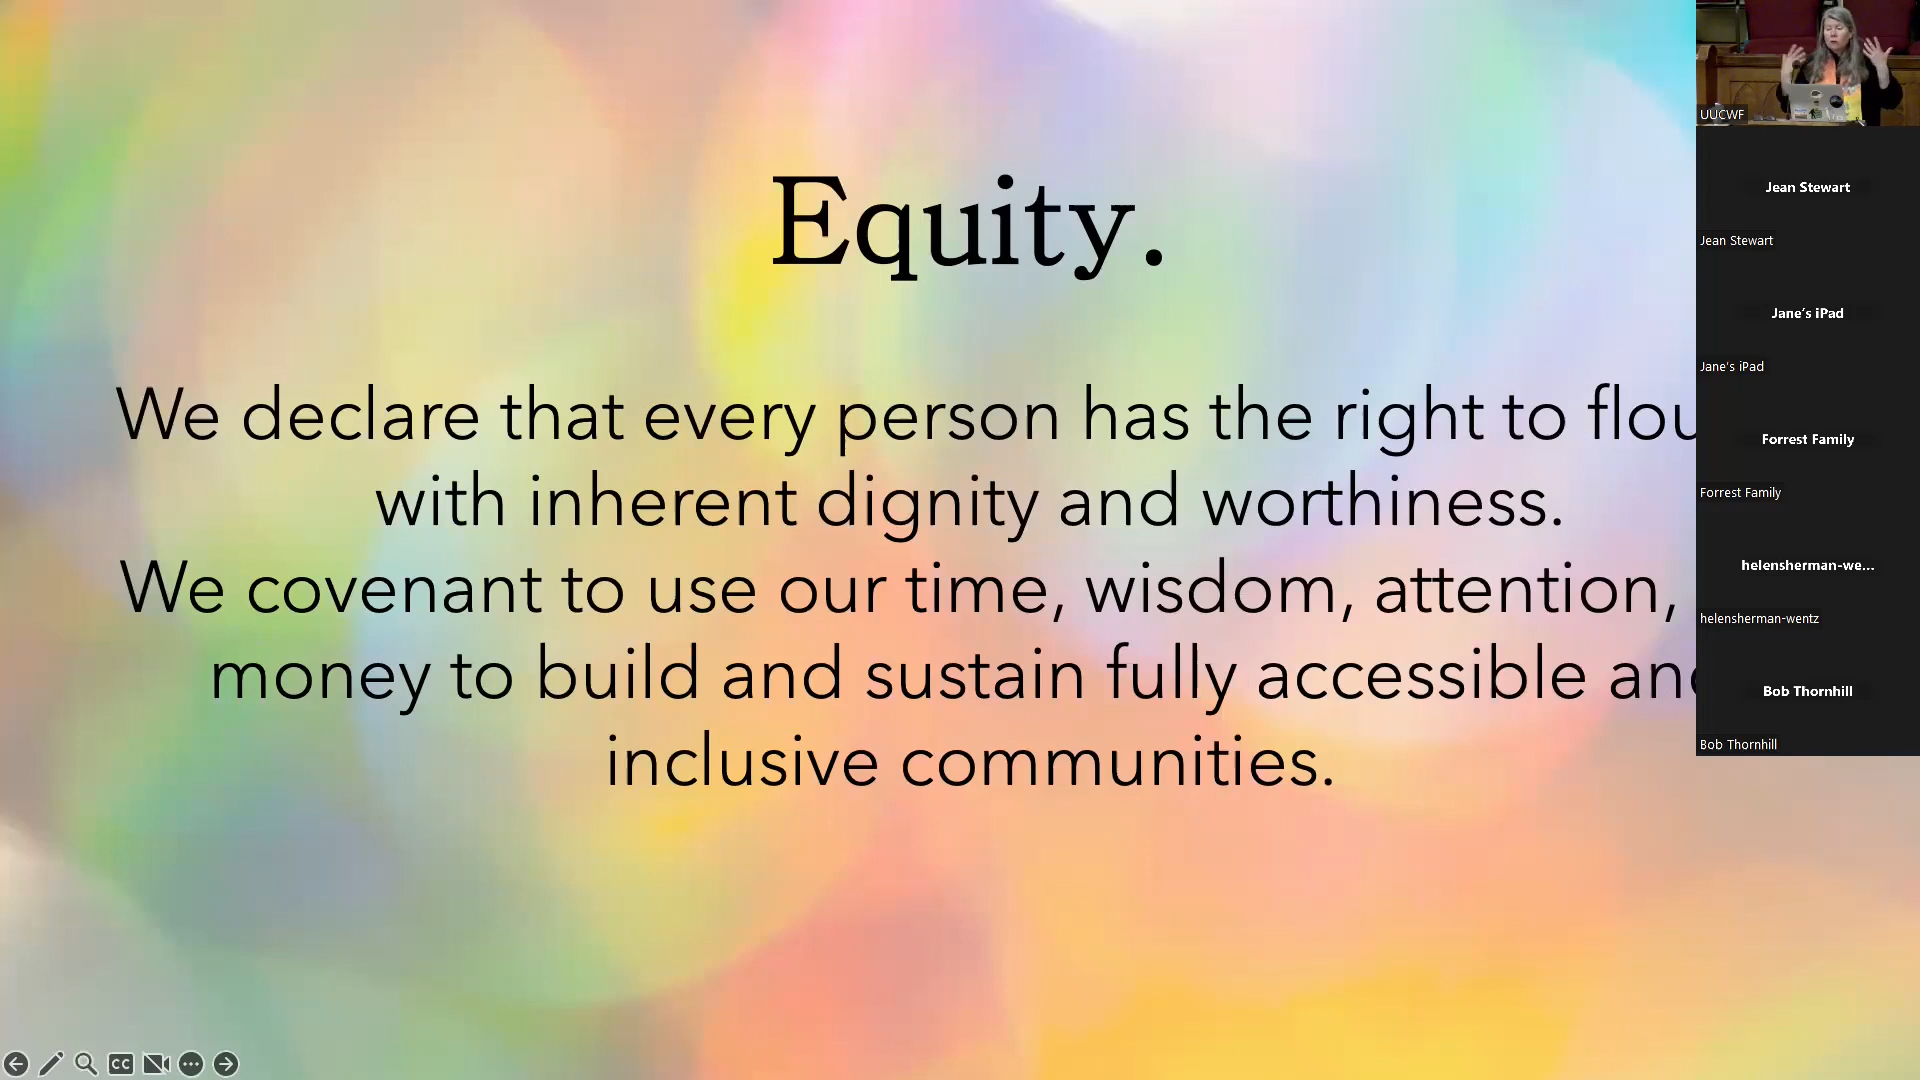 Equity.
We declare that every person has the right to flou
with inherent dignity and worthiness.
We covenant to use our time, wisdom, attention,
money to build and sustain fully accessible and
inclusive communities.
UUCWF
Jean Stewart
Jean Stewart
Jane's iPad
Jane's iPad
Forrest Family
Forrest Family
helensherman-we...
helensherman-wentz
Bob Thornhill
Bob Thornhill
CC